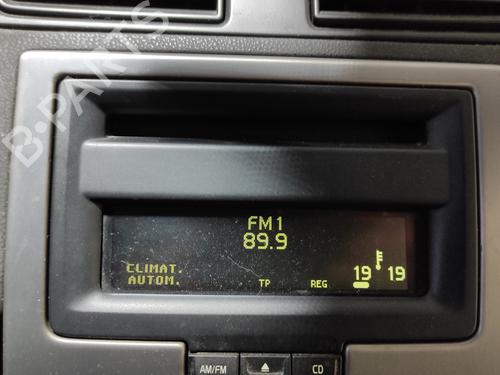 B-PARTS
FM1
89.9
CLIMAT.
AUTOM.
TP
REG
19 19
AM/FM
CD